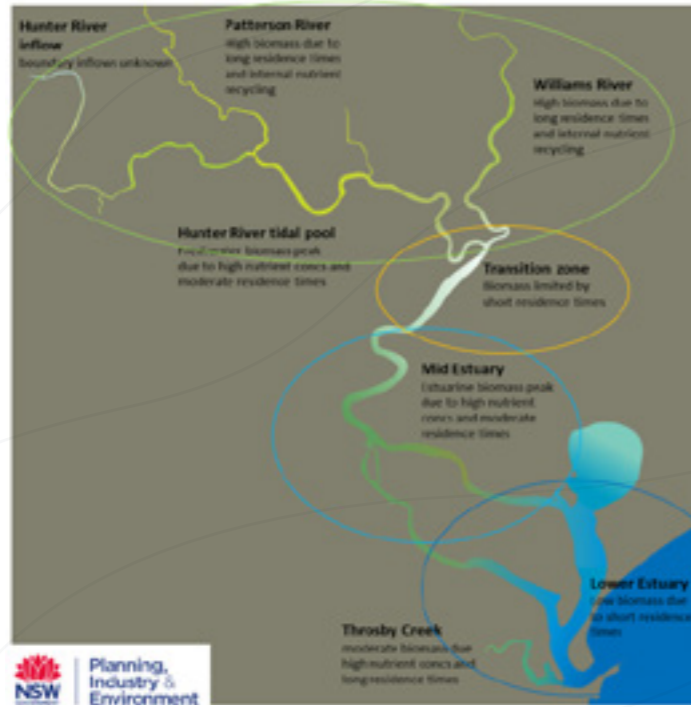 Hunter River
inflow
boundary inflows unknown
Patterson River
High biomass due to
long residence times
and internal nutrient
recycling
Williams River
High biomass due to
long residence times
and internal nutrient
recycling
Hunter River tidal pool
Freshwater biomass peak
due to high nutrient concs and
moderate residence times
Transition zone
Biomass limited by
short residence times
Mid Estuary
Estuarine biomass peak
due to high nutrient
concs and moderate
residence times
Lower Estuary
Low biomass due
to short residence
times
Throsby Creek
moderate biomass due
high nutrient concs and
long residence times
NSW
GOVERNMENT
Planning,
Industry &
Environment